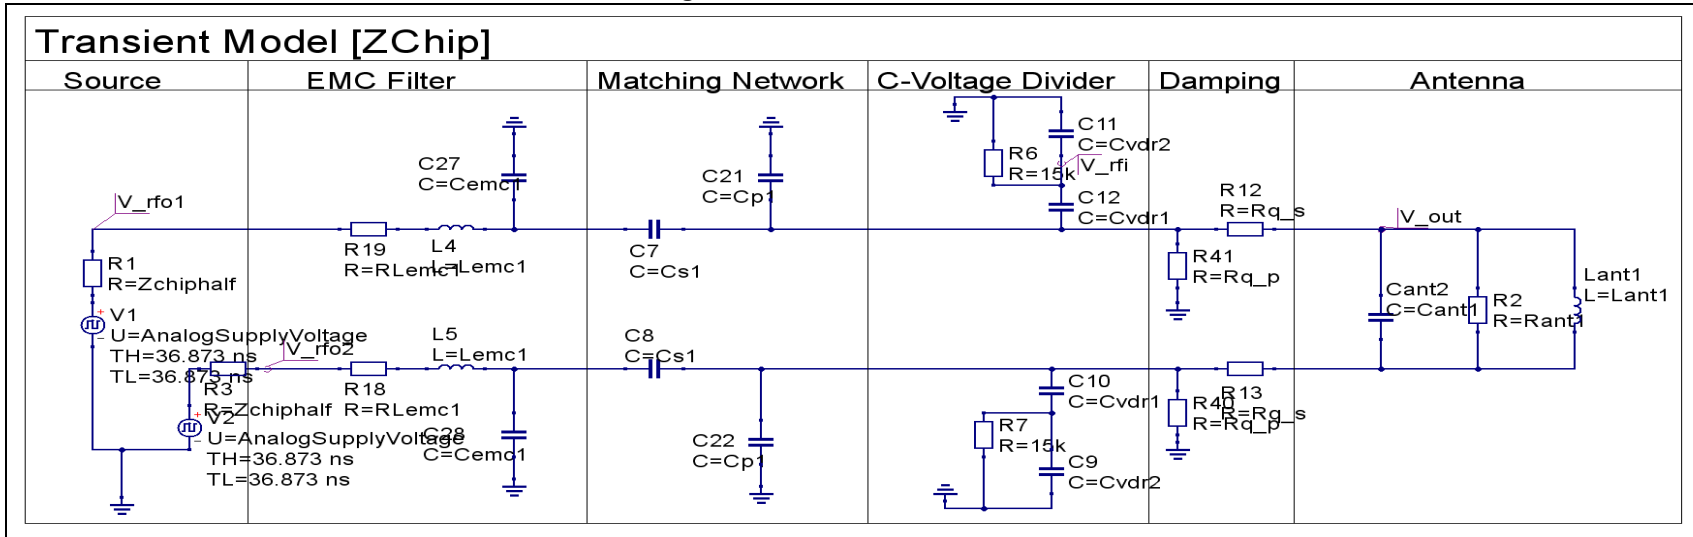 Transient Model [ZChip]
Source
EMC Filter
Matching Network
C-Voltage Divider
Damping
Antenna
V_rfo1
R1
R=Zchiphalf
V1
U=AnalogSupplyVoltage
TH=36.873 ns
TL=36.873 ns
V_rfo2
R3
R=Zchiphalf
V2
U=AnalogSupplyVoltage
TH=36.873 ns
TL=36.873 ns
R19
R=RLemc1
L4
L=Lemc1
C27
C=Cemc1
L5
L=Lemc1
R18
R=RLemc1
C28
C=Cemc1
C7
C=Cs1
C21
C=Cp1
C8
C=Cs1
C22
C=Cp1
R6
R=15k
C11
C=Cvdr2
V_rfi
C12
C=Cvdr1
C10
C=Cvdr1
R7
R=15k
C9
C=Cvdr2
R12
R=Rq_s
R41
R=Rq_p
R13
R=Rq_s
R40
R=Rq_p
V_out
Cant2
C=Cant1
R2
R=Rant1
Lant1
L=Lant1